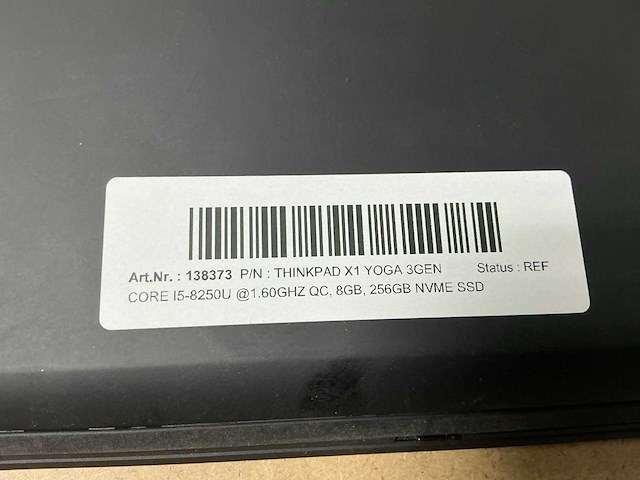 Art.Nr. : 138373 P/N : THINKPAD X1 YOGA 3GEN Status : REF
CORE I5-8250U @1.60GHZ QC, 8GB, 256GB NVME SSD